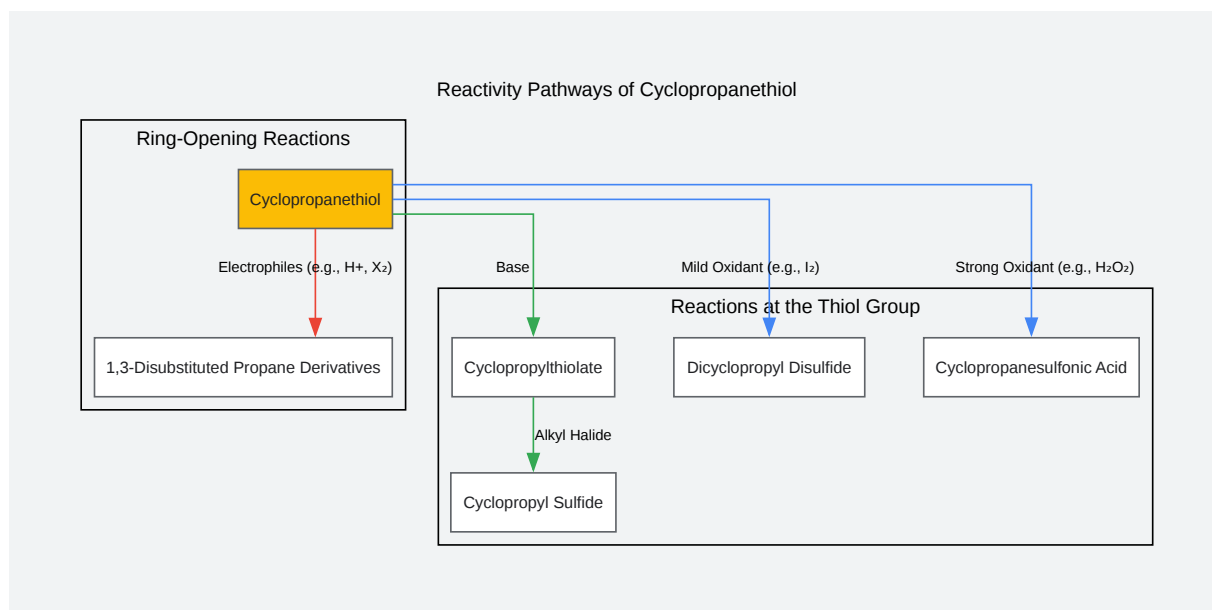 Reactivity Pathways of Cyclopropanethiol
Ring-Opening Reactions
Cyclopropanethiol
Electrophiles (e.g., H+, X₂)
Base
Mild Oxidant (e.g., I₂)
Strong Oxidant (e.g., H₂O₂)
Reactions at the Thiol Group
1,3-Disubstituted Propane Derivatives
Cyclopropylthiolate
Dicyclopropyl Disulfide
Cyclopropanesulfonic Acid
Alkyl Halide
Cyclopropyl Sulfide